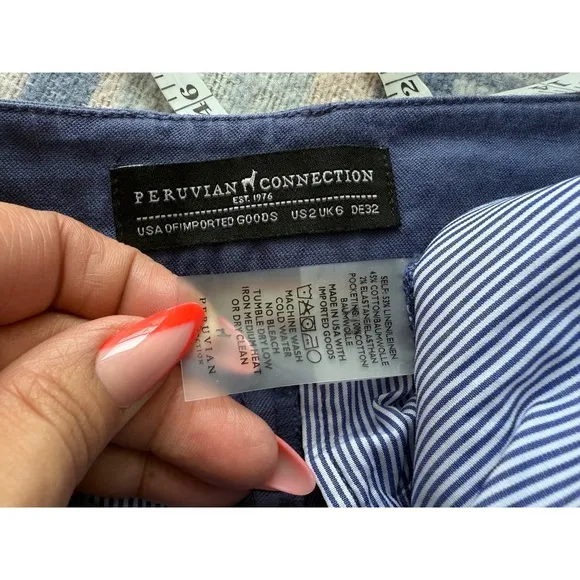 PERUVIAN CONNECTION
EST. 1976
USA OF IMPORTED GOODS US2 UK6 DE32
SELF: 53% LINEN/LEINEN
45% COTTON/BAUMWOLLE
2% ELASTANE/ELASTHAN
POCKETING: 100% COTTON/
BAUMWOLLE
MADE IN USA WITH
IMPORTED GOODS
MACHINE WASH
COLD WATER
NO BLEACH
TUMBLE DRY LOW
IRON MEDIUM HEAT
OR DRY CLEAN
PERUVIAN